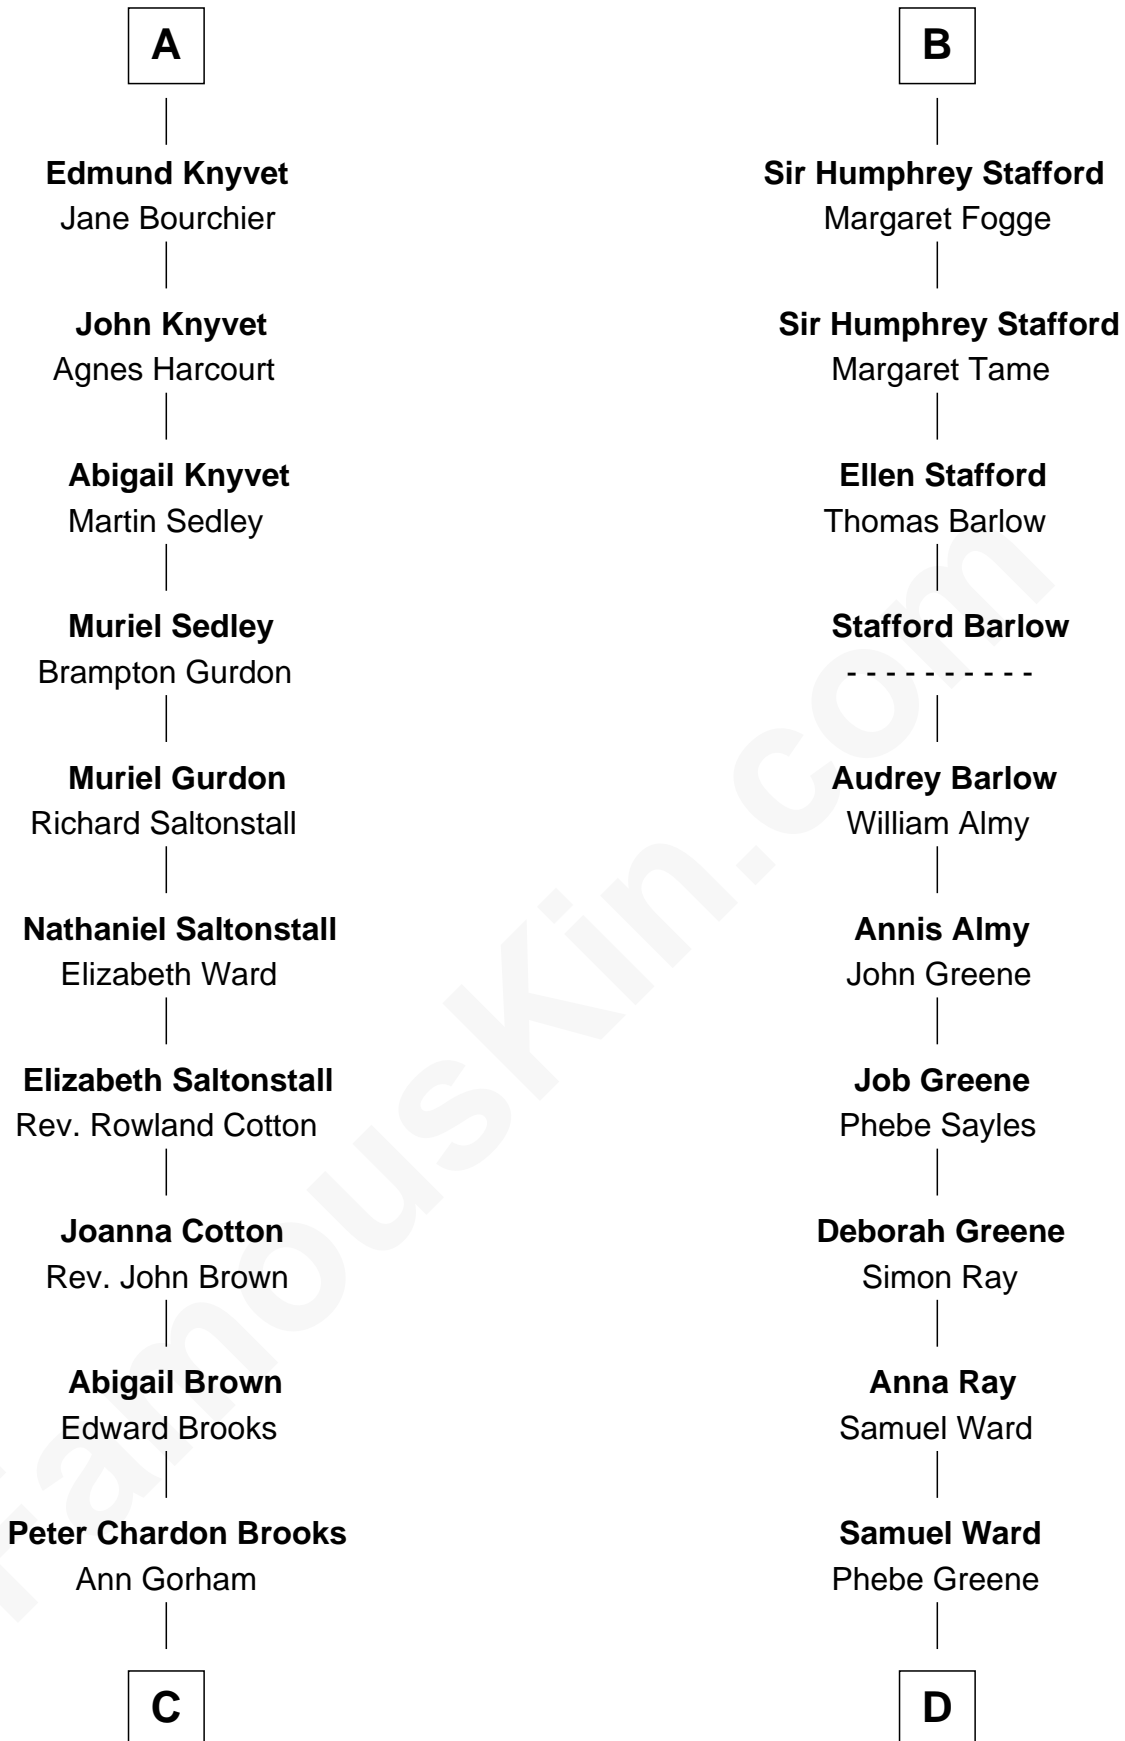 A
Edmund Knyvet
Jane Bourchier
John Knyvet
Agnes Harcourt
Abigail Knyvet
Martin Sedley
Muriel Sedley
Brampton Gurdon
Muriel Gurdon
Richard Saltonstall
Nathaniel Saltonstall
Elizabeth Ward
Elizabeth Saltonstall
Rev. Rowland Cotton
Joanna Cotton
Rev. John Brown
Abigail Brown
Edward Brooks
Peter Chardon Brooks
Ann Gorham
C
B
Sir Humphrey Stafford
Margaret Fogge
Sir Humphrey Stafford
Margaret Tame
Ellen Stafford
Thomas Barlow
Stafford Barlow
- - - - - - - - - -
Audrey Barlow
William Almy
Annis Almy
John Greene
Job Greene
Phebe Sayles
Deborah Greene
Simon Ray
Anna Ray
Samuel Ward
Samuel Ward
Phebe Greene
D
FamousKin.com